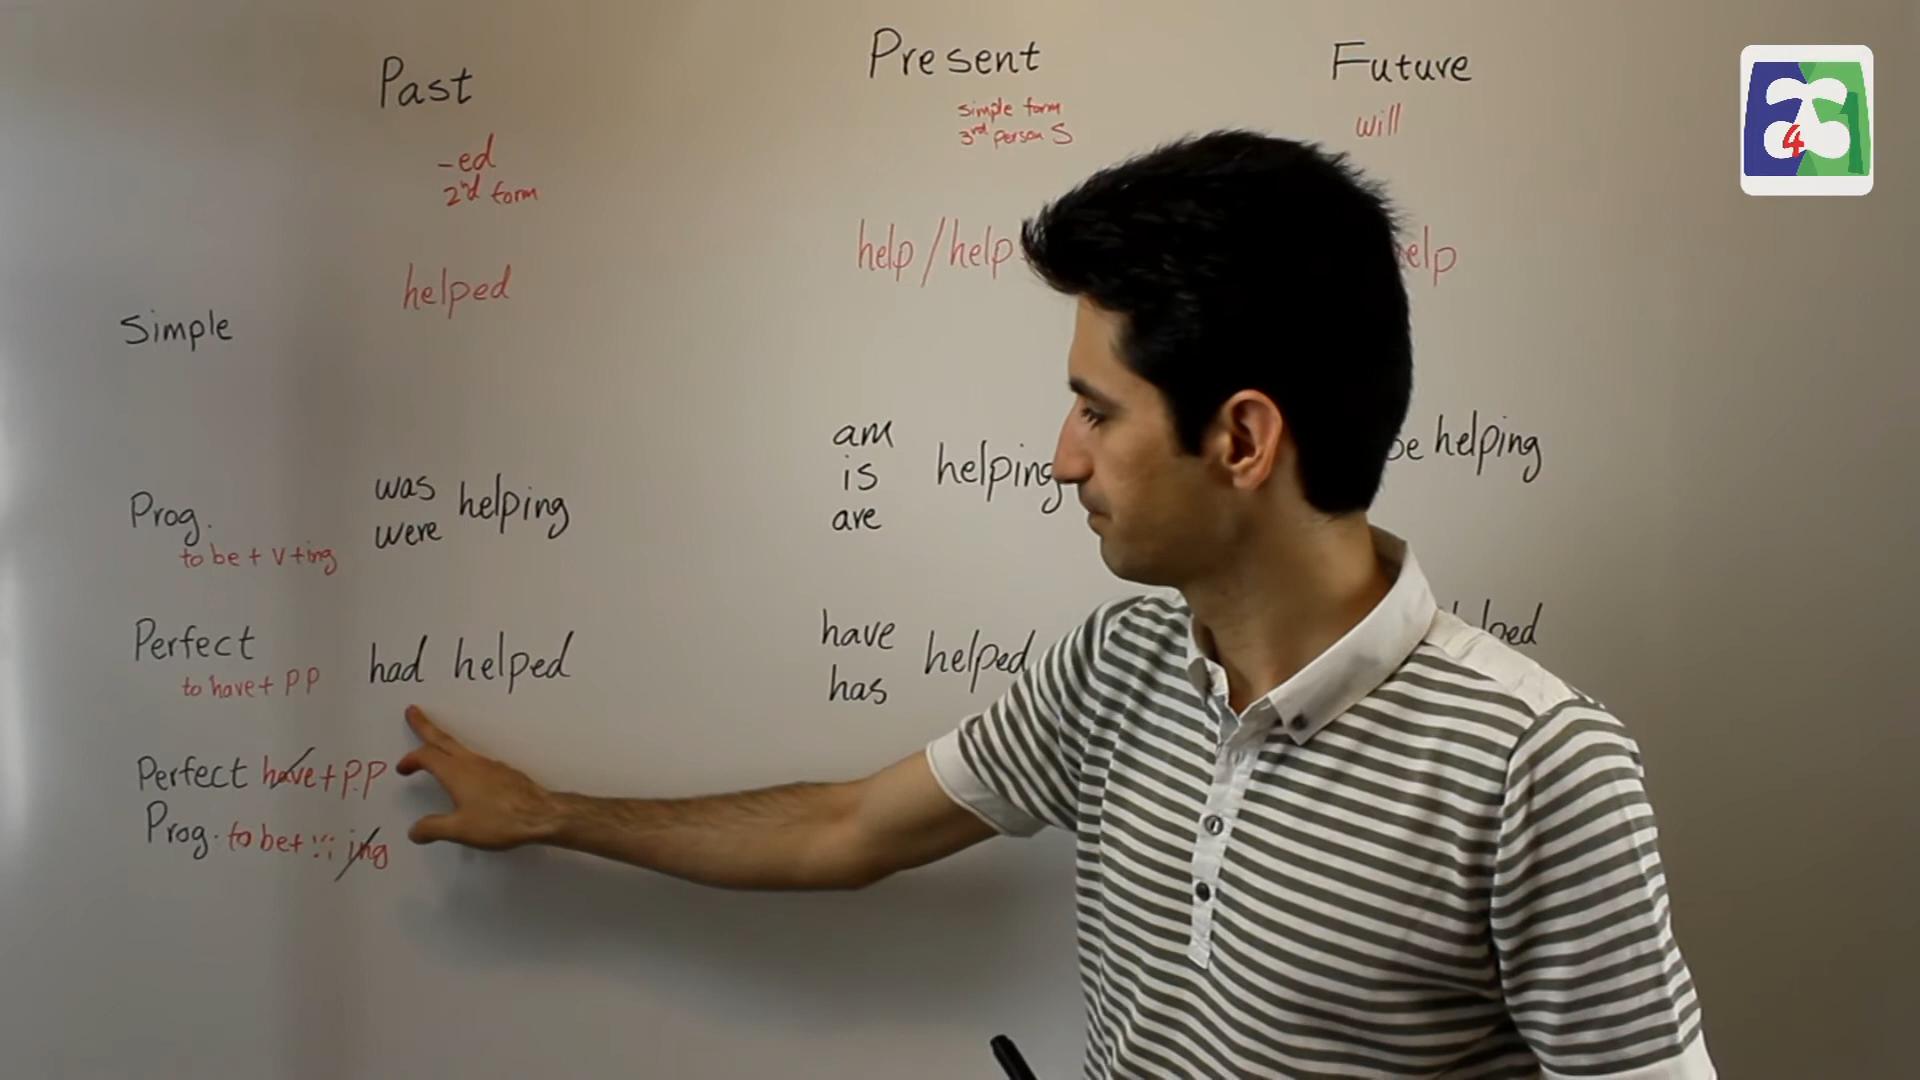 Past
Present
Future
-ed
2nd form
simple form
3rd person S
will
helped
help / help
help
Simple
am
is
are
helping
be helping
was
were
helping
Prog.
to be + V + ing
Perfect
to have + PP
had helped
have
has
helped
Perfect have + P.P
Prog. to be + ing
4